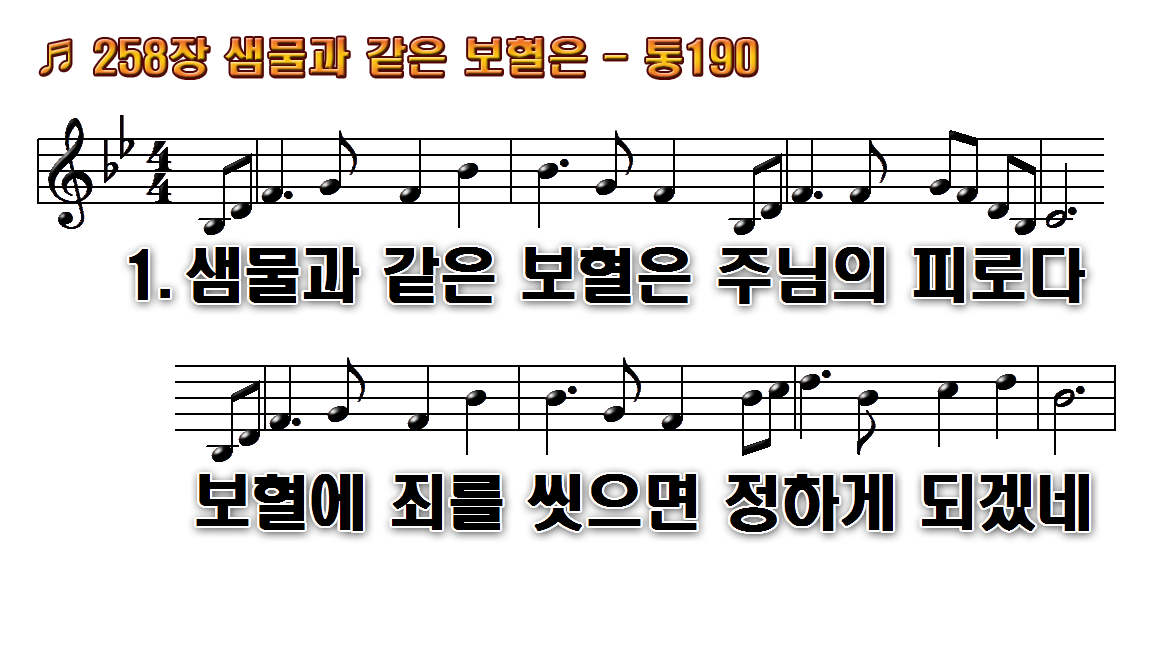 ♬ 258장 샘물과 같은 보혈은 - 통190
4
4
1. 샘물과 같은 보혈은 주님의 피로다
보혈에 죄를 씻으면 정하게 되겠네